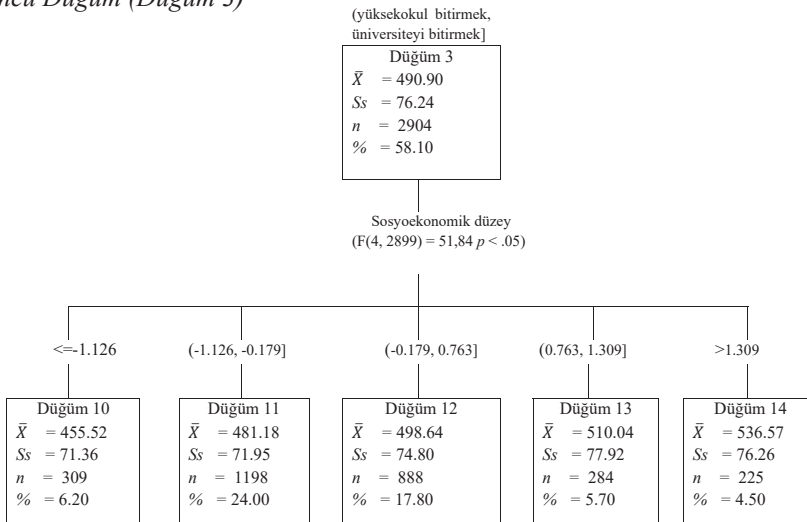 Düğüm (Düğüm 3)
(yüksekokul bitirmek,
üniversiteyi bitirmek]
Düğüm 3
X̄ = 490.90
Ss = 76.24
n = 2904
% = 58.10
Sosyoekonomik düzey
(F(4, 2899) = 51,84 p < .05)
<=-1.126
(-1.126, -0.179]
(-0.179, 0.763]
(0.763, 1.309]
>1.309
Düğüm 10
X̄ = 455.52
Ss = 71.36
n = 309
% = 6.20
Düğüm 11
X̄ = 481.18
Ss = 71.95
n = 1198
% = 24.00
Düğüm 12
X̄ = 498.64
Ss = 74.80
n = 888
% = 17.80
Düğüm 13
X̄ = 510.04
Ss = 77.92
n = 284
% = 5.70
Düğüm 14
X̄ = 536.57
Ss = 76.26
n = 225
% = 4.50